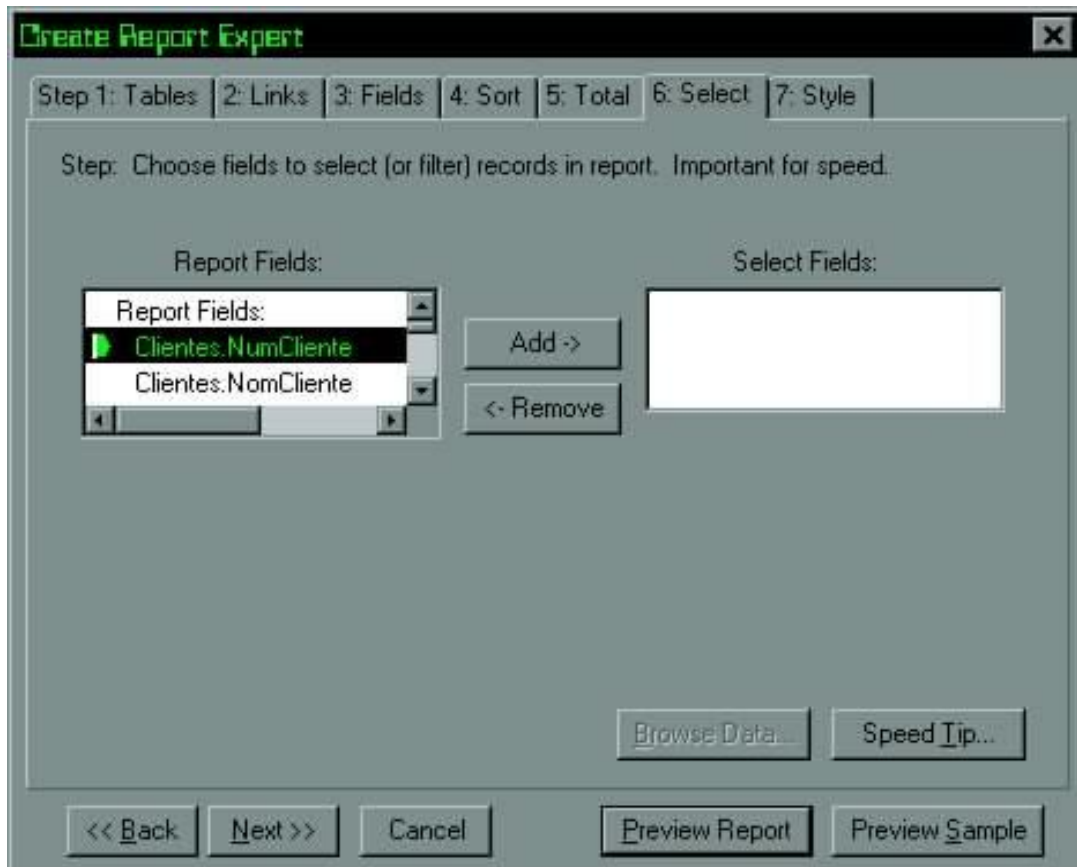 Create Report Expert
Step 1: Tables 2: Links 3: Fields 4: Sort 5: Total 6: Select 7: Style
Step: Choose fields to select (or filter) records in report. Important for speed.
Report Fields: Select Fields:
Report Fields:
Clientes.NumCliente
Clientes.NomCliente
Add ->
<- Remove
Browse Data... Speed Tip...
<< Back Next >> Cancel Preview Report Preview Sample